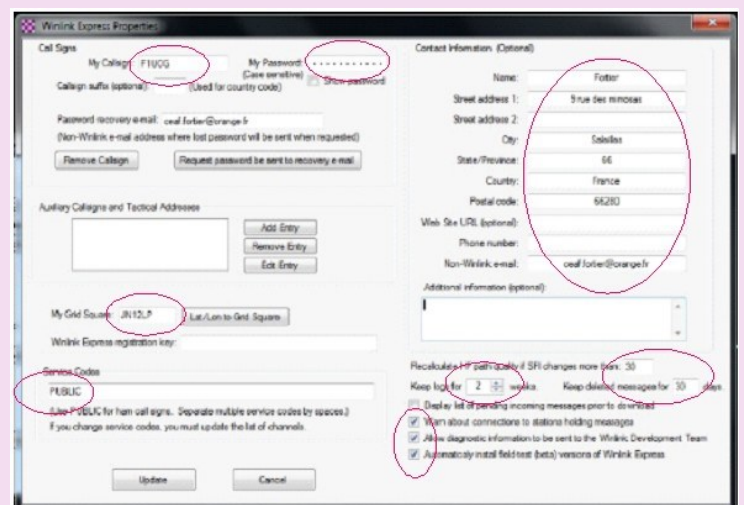 Winlink Express Properties
Call Signs
My Callsign: F1UCG
My Password: ············
(Case sensitive)
Callsign suffix (optional):
(Used for country code)
Show password
Password recovery e-mail: ceaf.fortier@orange.fr
(Non-Winlink e-mail address where lost password will be sent when requested)
Remove Callsign
Request password be sent to recovery e-mail
Auxiliary Callsigns and Tactical Addresses
Add Entry
Remove Entry
Edit Entry
My Grid Square: JN12LP
Lat/Lon to Grid Square
Winlink Express registration key:
Service Codes
PUBLIC
(Use PUBLIC for ham call signs. Separate multiple service codes by spaces.)
If you change service codes, you must update the list of channels.
Update
Cancel
Contact Information (Optional)
Name: Fortier
Street address 1: 9 rue des mimosas
Street address 2:
City: Saleilles
State/Province: 66
Country: France
Postal code: 66280
Web Site URL (optional):
Phone number:
Non-Winlink e-mail: ceaf.fortier@orange.fr
Additional information (optional):
Recalculate HF path quality if SFI changes more than: 30
Keep logs for 2 weeks.
Keep deleted messages for 30 days.
Display list of pending incoming messages prior to download
Warn about connections to stations holding messages
Allow diagnostic information to be sent to the Winlink Development Team
Automaticly install field test (beta) versions of Winlink Express